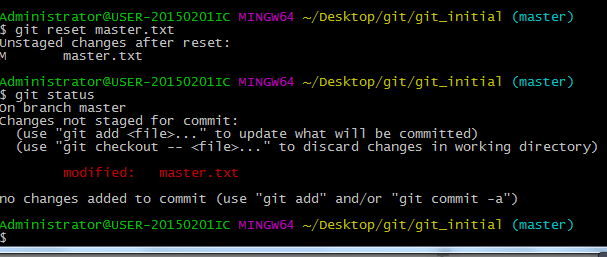 Administrator@USER-20150201IC MINGW64 ~/Desktop/git/git_initial (master)
$ git reset master.txt
Unstaged changes after reset:
M       master.txt
Administrator@USER-20150201IC MINGW64 ~/Desktop/git/git_initial (master)
$ git status
On branch master
Changes not staged for commit:
  (use "git add <file>..." to update what will be committed)
  (use "git checkout -- <file>..." to discard changes in working directory)
        modified:   master.txt
no changes added to commit (use "git add" and/or "git commit -a")
Administrator@USER-20150201IC MINGW64 ~/Desktop/git/git_initial (master)
$